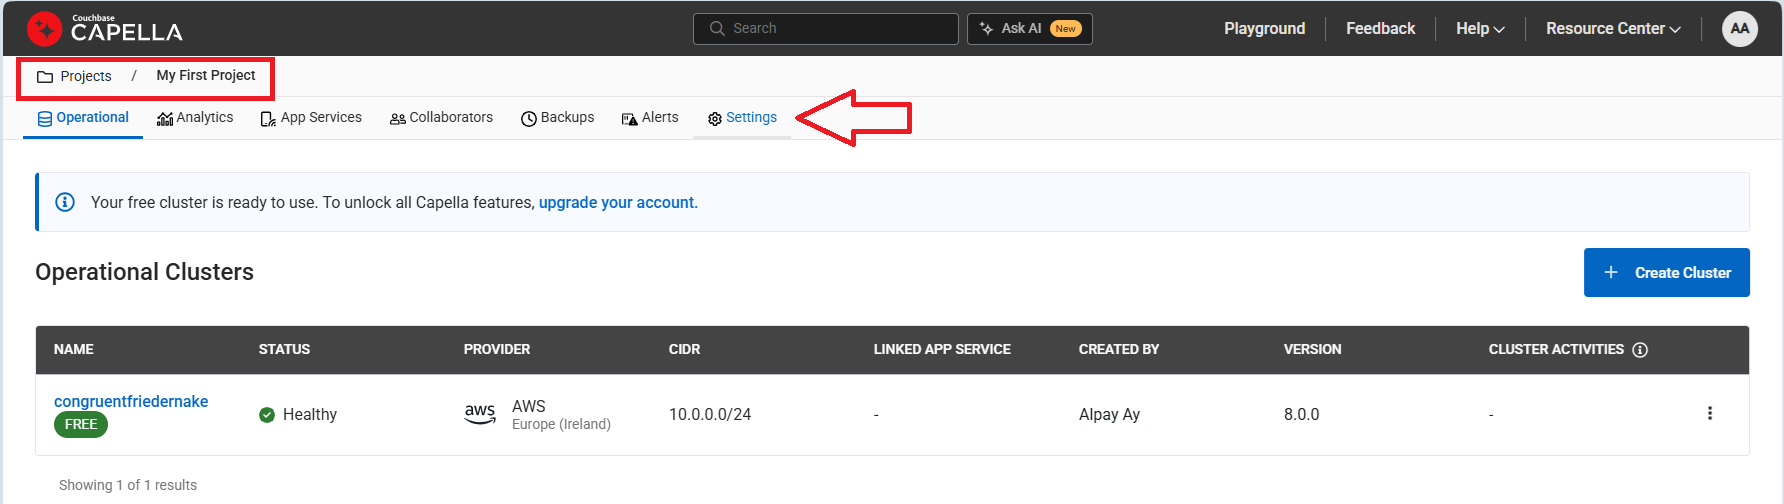 Couchbase
CAPELLA
Search
Ask AI New
Playground
Feedback
Help
Resource Center
AA
Projects / My First Project
Operational
Analytics
App Services
Collaborators
Backups
Alerts
Settings
Your free cluster is ready to use. To unlock all Capella features, upgrade your account.
Operational Clusters
+ Create Cluster
NAME STATUS PROVIDER CIDR LINKED APP SERVICE CREATED BY VERSION CLUSTER ACTIVITIES
congruentfriedernake
FREE
Healthy
aws
AWS
Europe (Ireland)
10.0.0.0/24
-
Alpay Ay
8.0.0
-
Showing 1 of 1 results